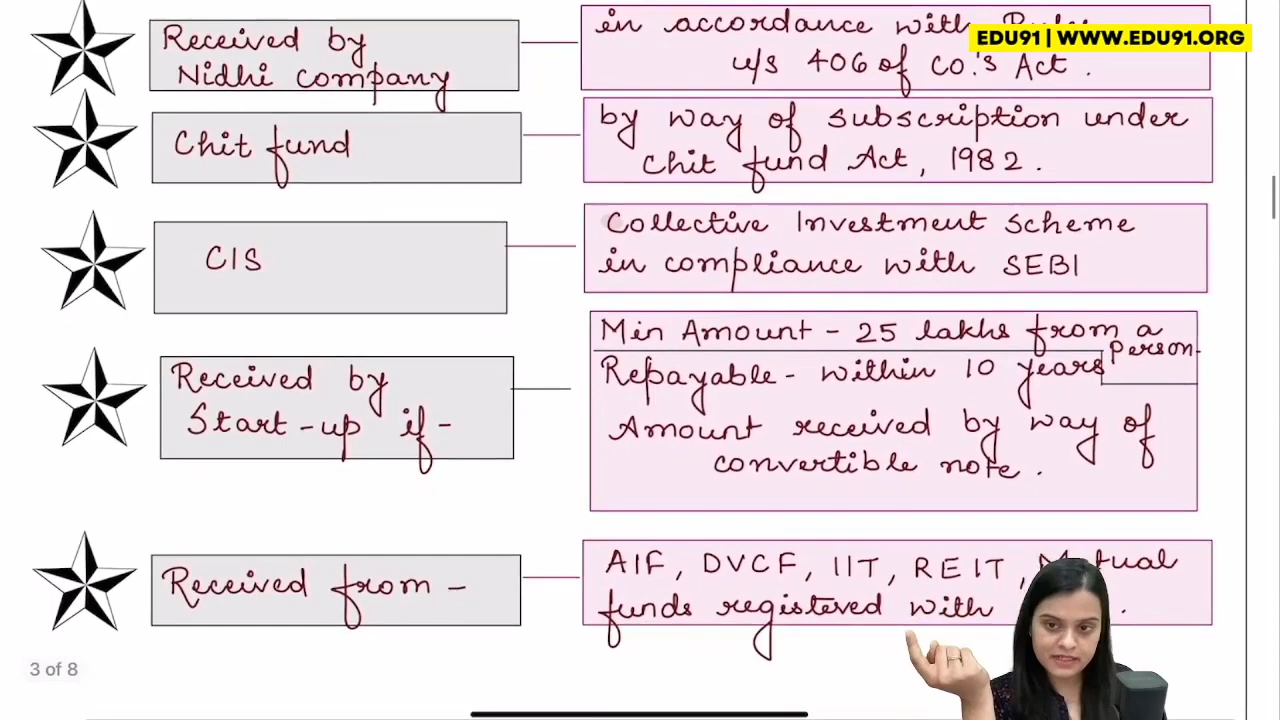 EDU91 | WWW.EDU91.ORG
Received by
Nidhi company
in accordance with
u/s 406 of co.'s Act.
Chit fund
by way of subscription under
Chit fund Act, 1982.
CIS
Collective Investment Scheme
in compliance with SEBI
Received by
Start-up if-
Min Amount - 25 lakhs from a
Person.
Repayable - within 10 years
Amount received by way of
convertible note.
Received from -
AIF, DVCF, IIT, REIT, Mutual
funds registered with
3 of 8